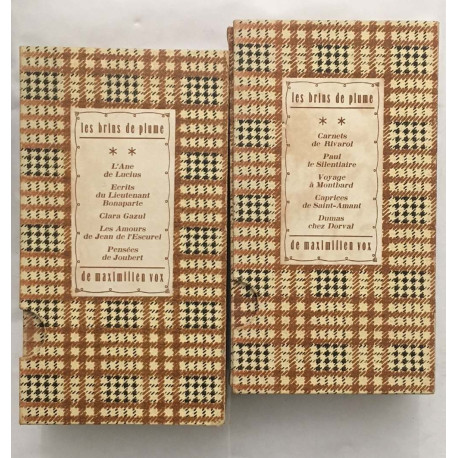 les brins de plume
* *
L'Ane
de Lucius
Ecrits
du Lieutenant
Bonaparte
Clara Gazul
Les Amours
de Jean de l'Escurel
Pensées
de Joubert
de maximilien vox
les brins de plume
* *
Carnets
de Rivarol
Paul
le Silentiaire
Voyage
à Montbard
Caprices
de Saint-Amant
Dumas
chez Dorval
de maximilien vox